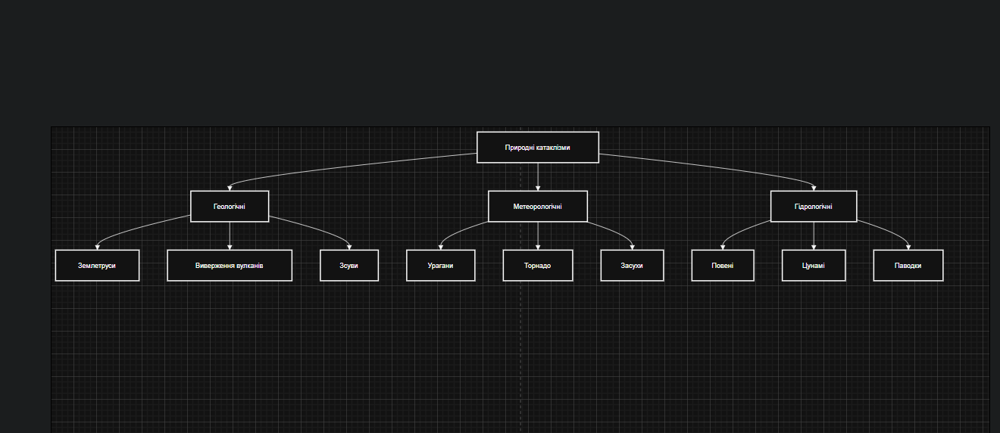 Природні катаклізми
Геологічні
Метеорологічні
Гідрологічні
Землетруси
Виверження вулканів
Зсуви
Урагани
Торнадо
Засухи
Повені
Цунамі
Паводки